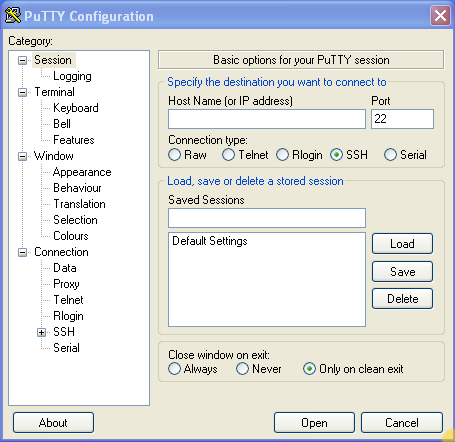 PuTTY Configuration
Category:
Session
Logging
Terminal
Keyboard
Bell
Features
Window
Appearance
Behaviour
Translation
Selection
Colours
Connection
Data
Proxy
Telnet
Rlogin
SSH
Serial
Basic options for your PuTTY session
Specify the destination you want to connect to
Host Name (or IP address) Port
22
Connection type:
Raw Telnet Rlogin SSH Serial
Load, save or delete a stored session
Saved Sessions
Default Settings
Load
Save
Delete
Close window on exit:
Always Never Only on clean exit
About Open Cancel